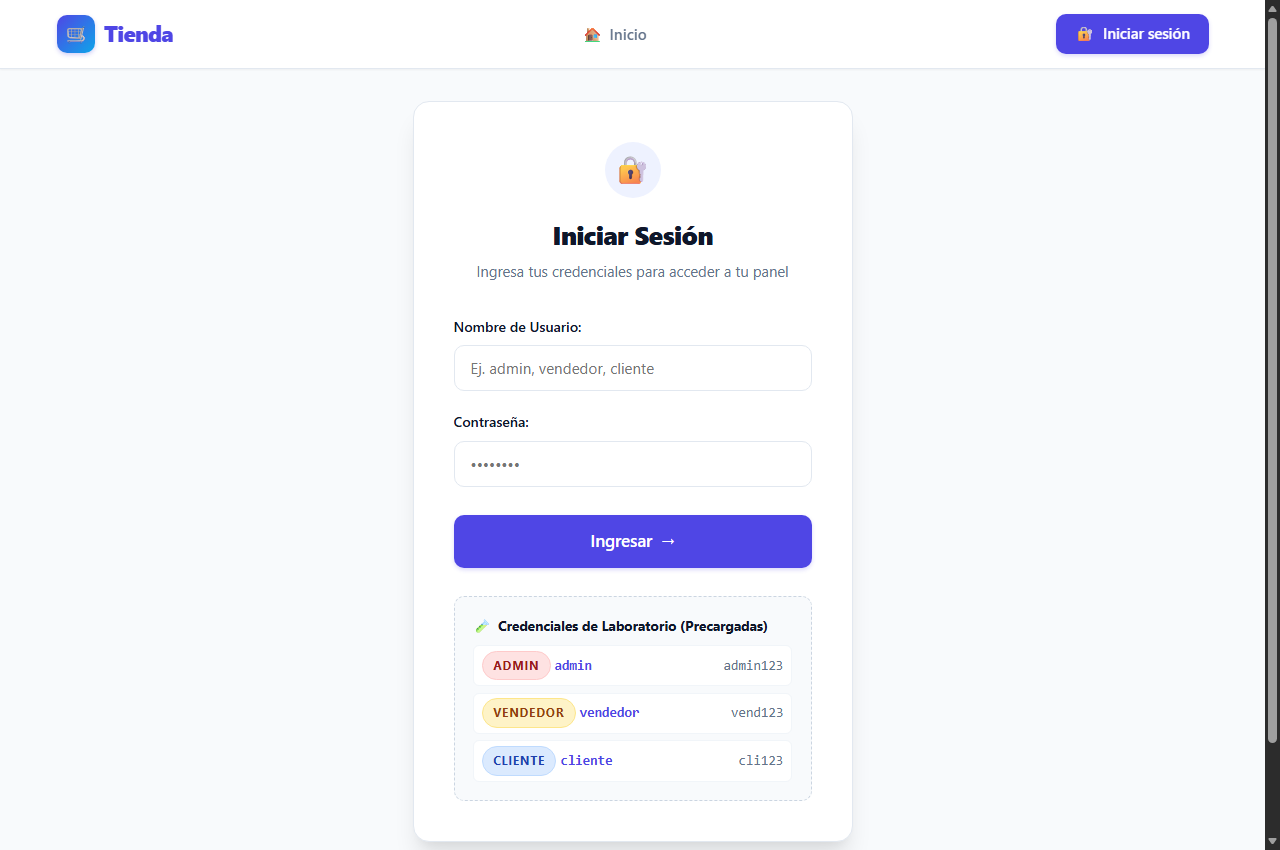 Tienda
Inicio
Iniciar sesión
Iniciar Sesión
Ingresa tus credenciales para acceder a tu panel
Nombre de Usuario:
Ej. admin, vendedor, cliente
Contraseña:
••••••••
Ingresar →
Credenciales de Laboratorio (Precargadas)
ADMIN admin admin123
VENDEDOR vendedor vend123
CLIENTE cliente cli123